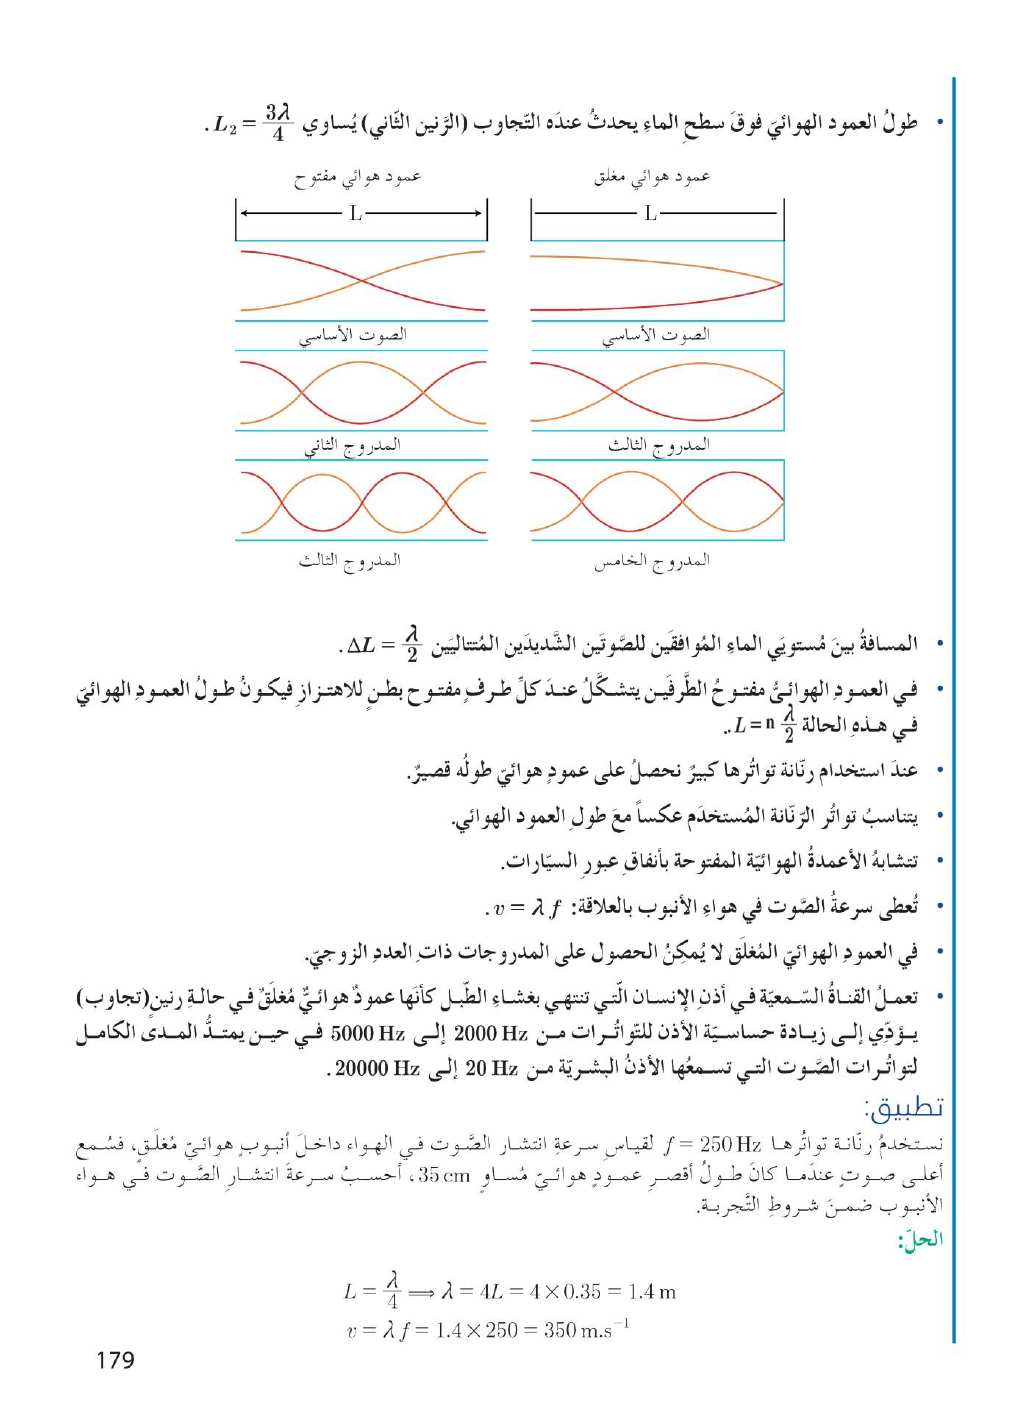 • طولُ العمود الهوائيّ فوقَ سطحِ الماءِ يحدثُ عندَه التّجاوب (الرَّنين الثّاني) يُساوي L₂ = 3λ/4 .
عمود هوائي مغلق
عمود هوائي مفتوح
L
L
الصوت الأساسي
الصوت الأساسي
المدروج الثالث
المدروج الثاني
المدروج الخامس
المدروج الثالث
• المسافةُ بينَ مُستويَي الماءِ المُوافقَين للصَّوتَين الشَّديدَين المُتتاليَين ΔL = λ/2 .
• في العمودِ الهوائيُّ مفتوحُ الطَّرفَين يتشكَّلُ عندَ كلِّ طرفٍ مفتوح بطنٍ للاهتزازِ فيكونُ طولُ العمودِ الهوائيّ
في هذهِ الحالة L = n λ/2 ..
• عندَ استخدام رنّانة تواتُرها كبيرٌ نحصلُ على عمودٍ هوائيّ طولُه قصيرٌ.
• يتناسبُ تواتُر الرّنّانة المُستخدَم عكساً معَ طولِ العمود الهوائي.
• تتشابهُ الأعمدةُ الهوائيّة المفتوحة بأنفاقِ عبورِ السيّارات.
• تُعطى سرعةُ الصَّوت في هواءِ الأنبوب بالعلاقة: v = λ f .
• في العمودِ الهوائيّ المُغلَق لا يُمكِنُ الحصول على المدروجات ذاتِ العددِ الزوجيّ.
• تعملُ القناةُ السّمعيّة في أذنِ الإنسان الّتي تنتهي بغشاءِ الطّبل كأنَها عمودٌ هوائيٌّ مُغلَقٌ في حالةِ رنينٍ(تجاوب)
يؤدّي إلى زيادة حساسيّة الأذن للتّواتُرات من 2000 Hz إلى 5000 Hz في حين يمتدُّ المدى الكامل
لتواتُرات الصَّوت التي تسمعُها الأذنُ البشريّة من 20 Hz إلى 20000 Hz .
تطبيق:
نستخدمُ رنّانة تواتُرها f = 250 Hz لقياسِ سرعةِ انتشار الصَّوت في الهواء داخلَ أنبوبٍ هوائيّ مُغلَقٍ، فسُمع
أعلى صوتٍ عندَما كانَ طولُ أقصرِ عمودٍ هوائيّ مُساوٍ 35 cm، أحسبُ سرعةَ انتشارِ الصَّوت في هواء
الأنبوب ضمنَ شروطِ التَّجربة.
الحلّ:
L = λ/4 ⟹ λ = 4L = 4 × 0.35 = 1.4 m
v = λ f = 1.4 × 250 = 350 m.s⁻¹
179